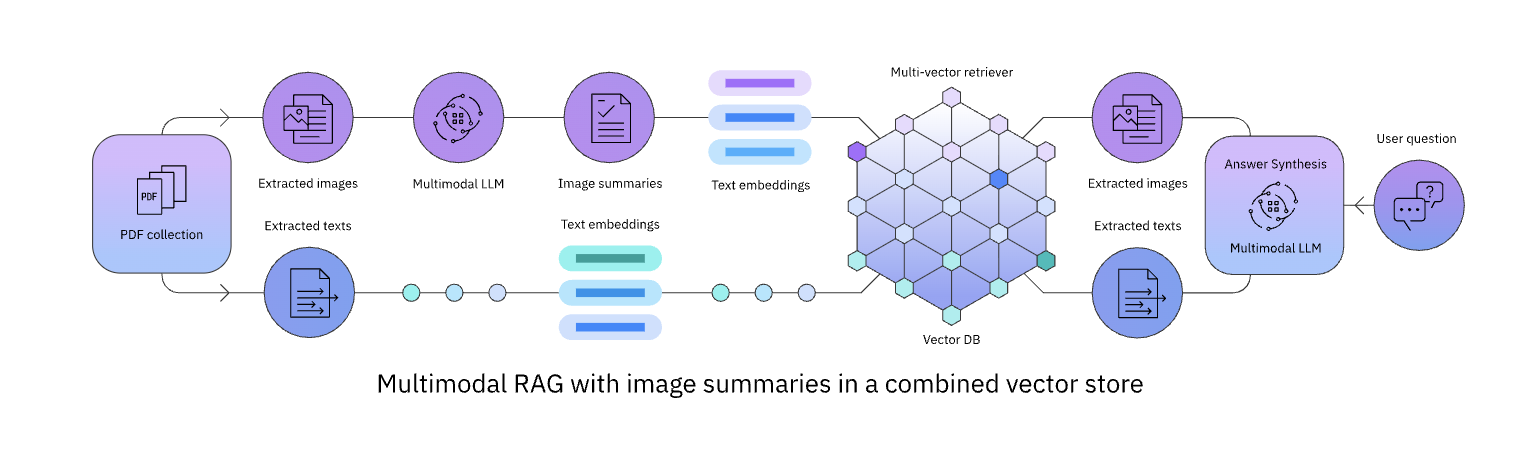 Multi-vector retriever
User question
Answer Synthesis
Extracted images
Multimodal LLM
Image summaries
Text embeddings
Extracted images
PDF
PDF collection
Extracted texts
Text embeddings
Extracted texts
?
Multimodal LLM
Vector DB
Multimodal RAG with image summaries in a combined vector store